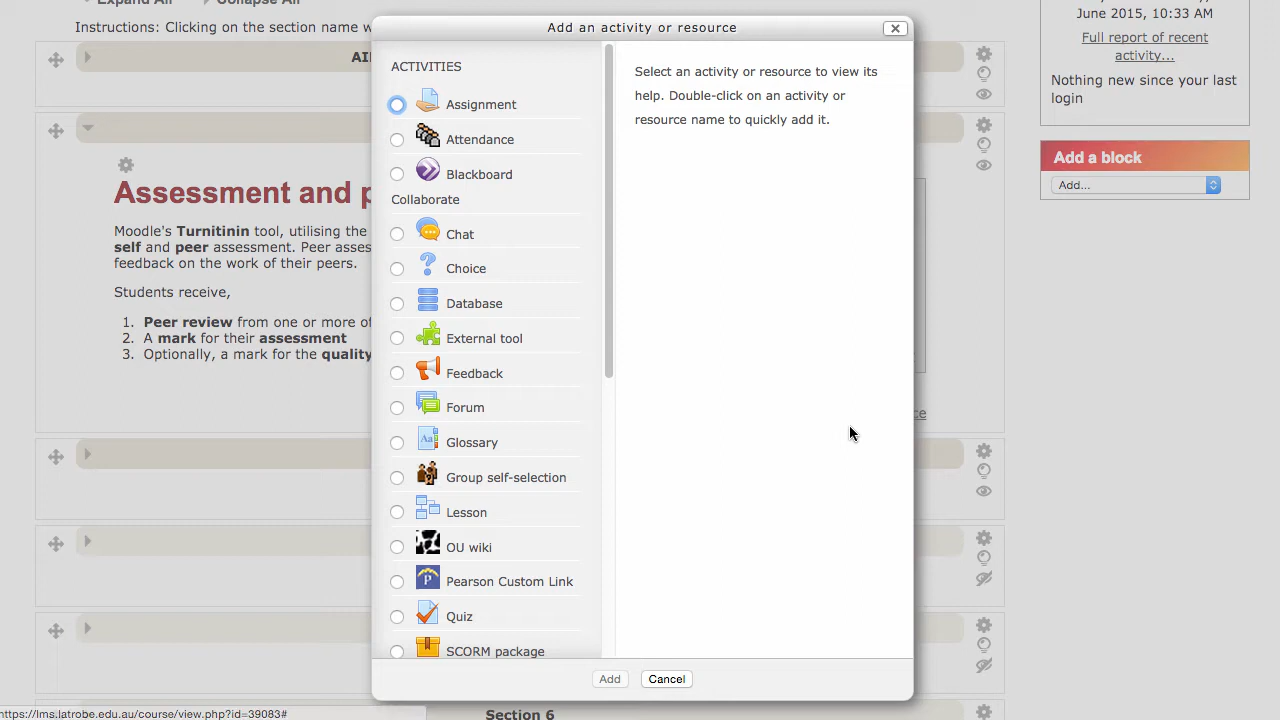 Expand All Collapse All
Instructions: Clicking on the section name w
Add an activity or resource
June 2015, 10:33 AM
Full report of recent
activity...
Nothing new since your last
login
Add a block
Add...
ACTIVITIES
Assignment
Attendance
Blackboard
Collaborate
Chat
Choice
Database
External tool
Feedback
Forum
Glossary
Group self-selection
Lesson
OU wiki
Pearson Custom Link
Quiz
SCORM package
Select an activity or resource to view its
help. Double-click on an activity or
resource name to quickly add it.
Add
Cancel
Assessment and p
Moodle's Turnitinin tool, utilising the
self and peer assessment. Peer asses
feedback on the work of their peers.
Students receive,
1. Peer review from one or more of
2. A mark for their assessment
3. Optionally, a mark for the quality
https://lms.latrobe.edu.au/course/view.php?id=39083#
Section 6